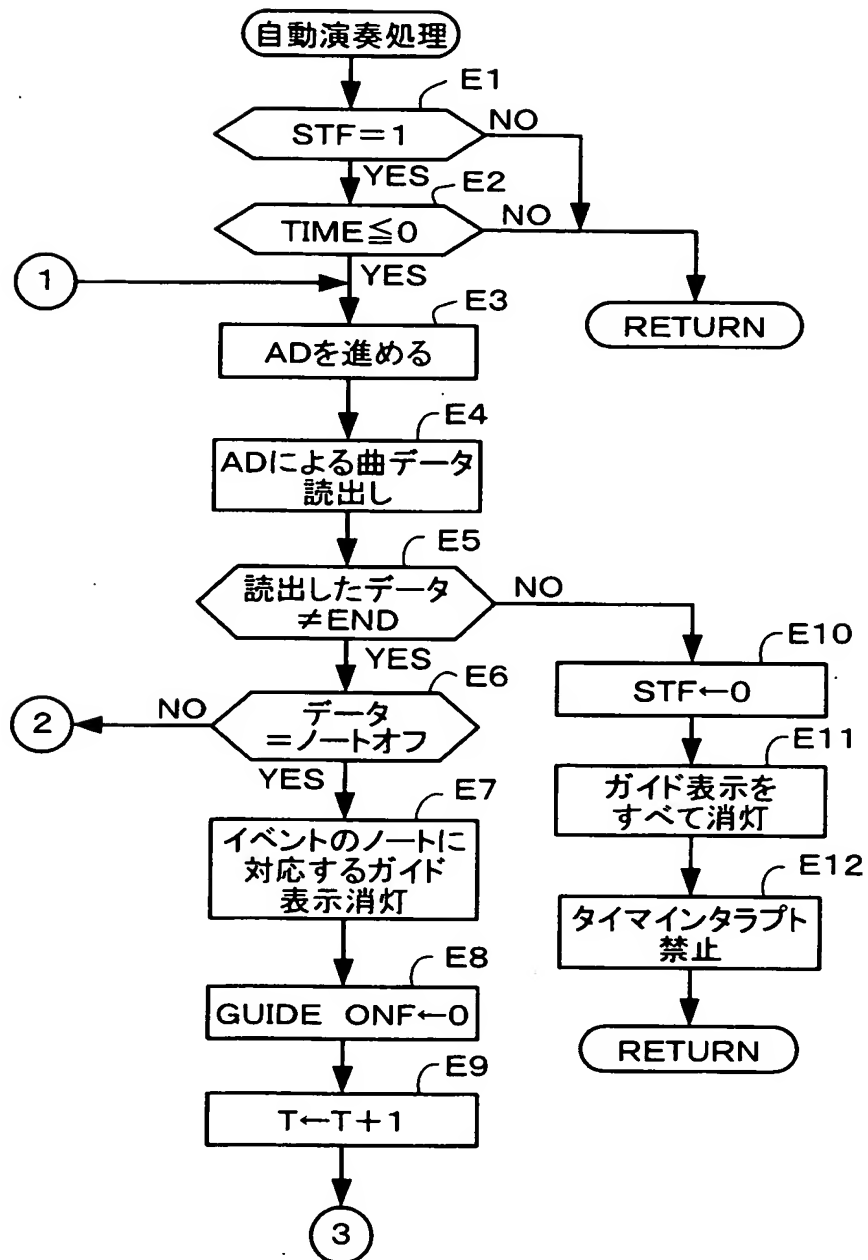 自動演奏処理
E1
STF=1
NO
YES
E2
TIME≦0
NO
YES
1
E3
ADを進める
RETURN
E4
ADによる曲データ
読出し
E5
読出したデータ
≠END
NO
YES
E6
データ
=ノートオフ
NO
2
YES
E10
STF←0
E7
イベントのノートに
対応するガイド
表示消灯
E11
ガイド表示を
すべて消灯
E8
GUIDE ONF←0
E12
タイマインタラプト
禁止
E9
T←T+1
RETURN
3